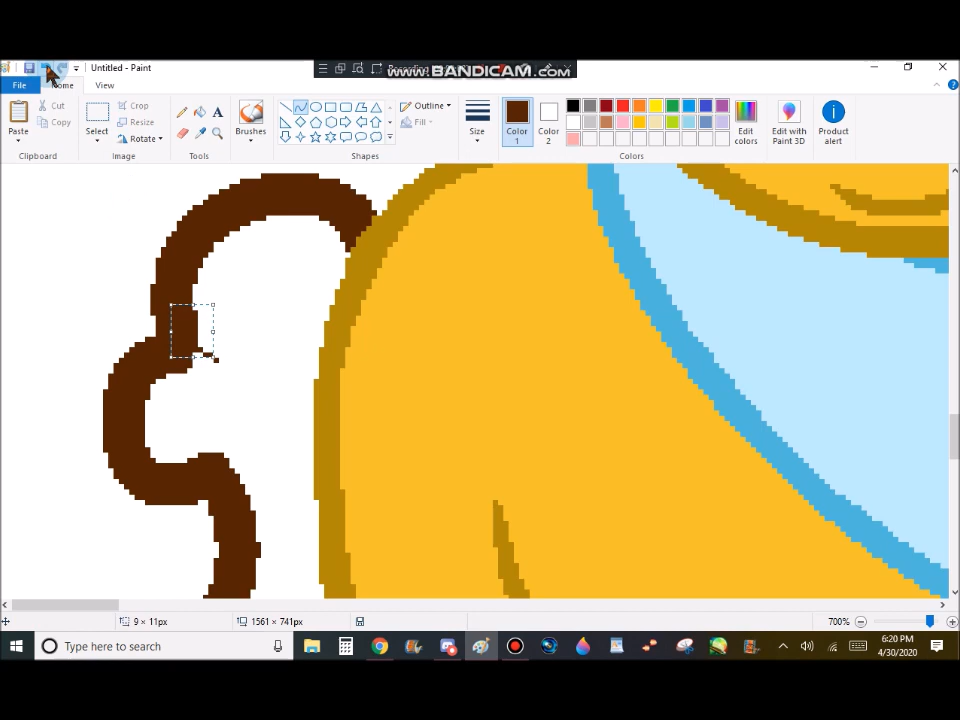 Untitled - Paint
www.BANDICAM.com
File
Home
View
Paste
Cut
Copy
Clipboard
Select
Crop
Resize
Rotate
Image
A
Tools
Brushes
Outline
Fill
Shapes
Size
Color 1
Color 2
Edit colors
Colors
Edit with Paint 3D
Product alert
9 × 11px
1561 × 741px
700%
Type here to search
6:20 PM
4/30/2020